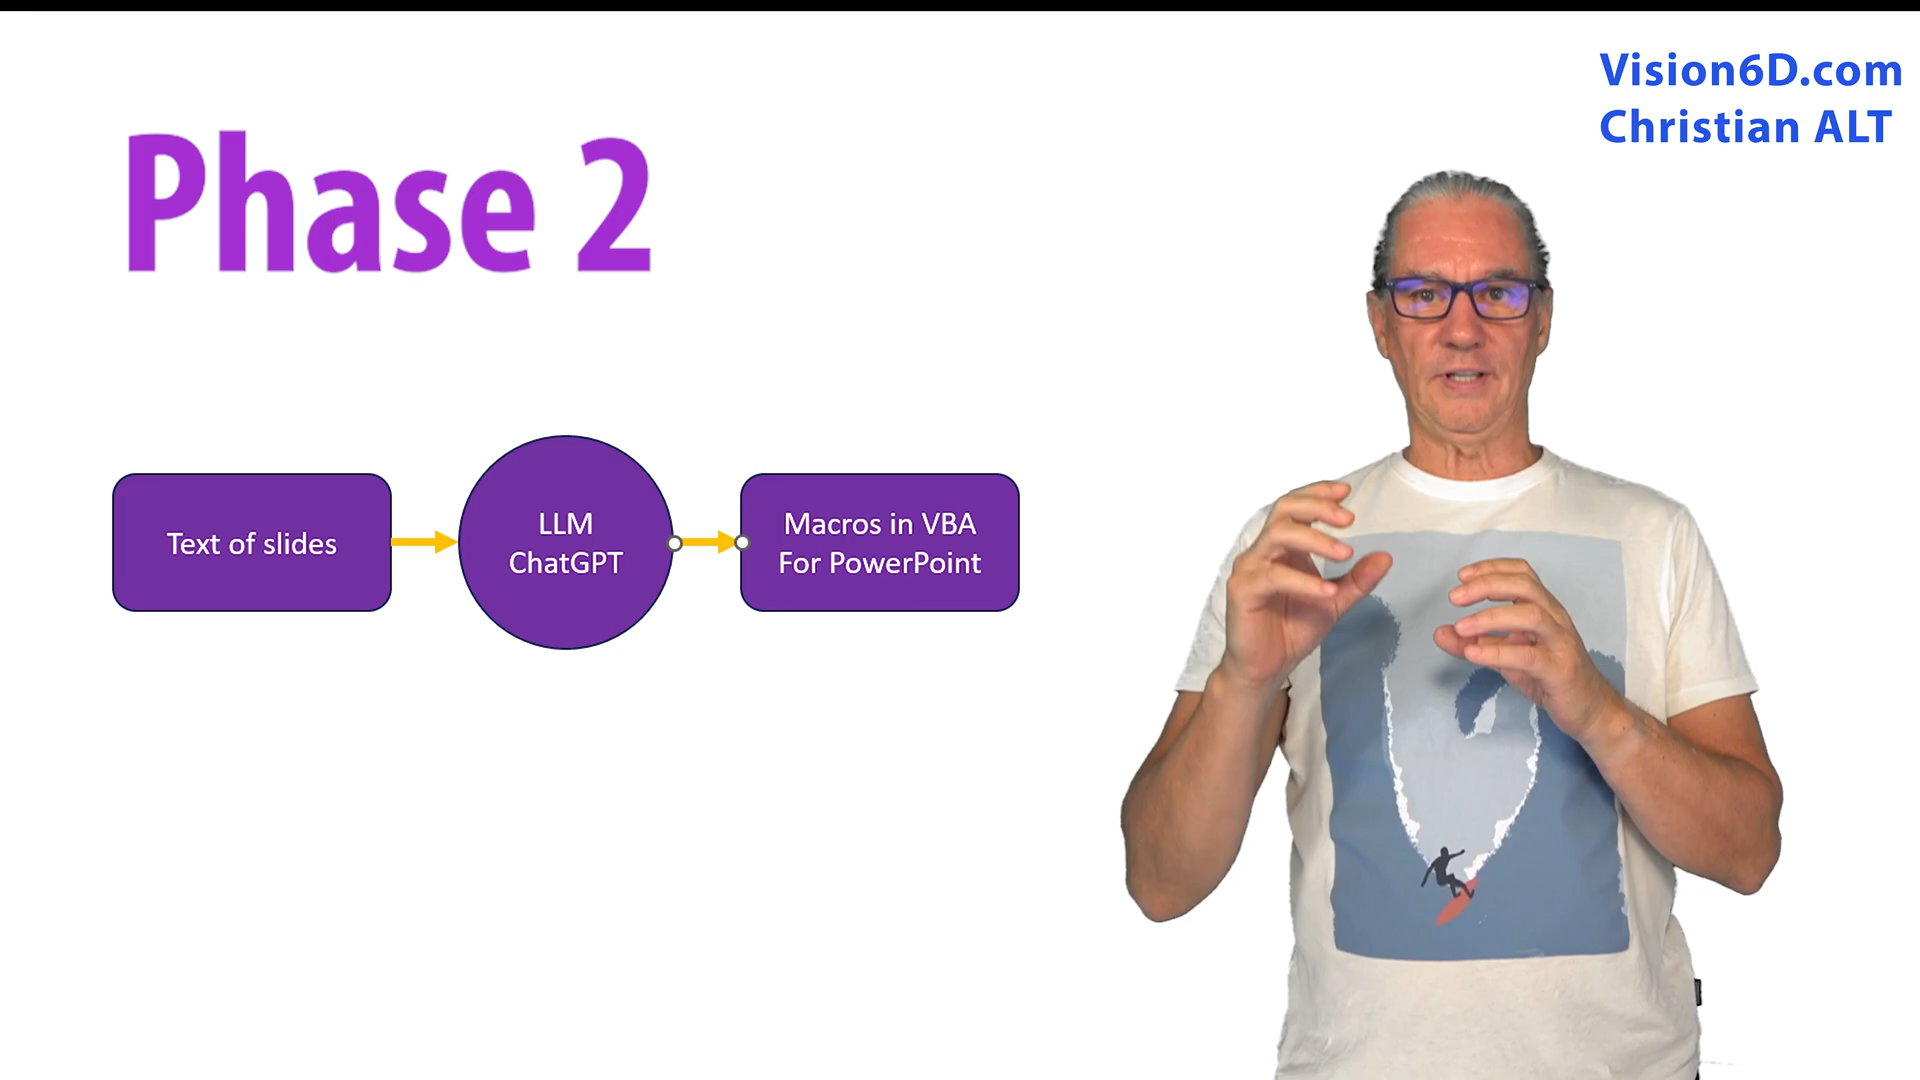 Vision6D.com
Christian ALT
Phase 2
Text of slides
LLM
ChatGPT
Macros in VBA
For PowerPoint